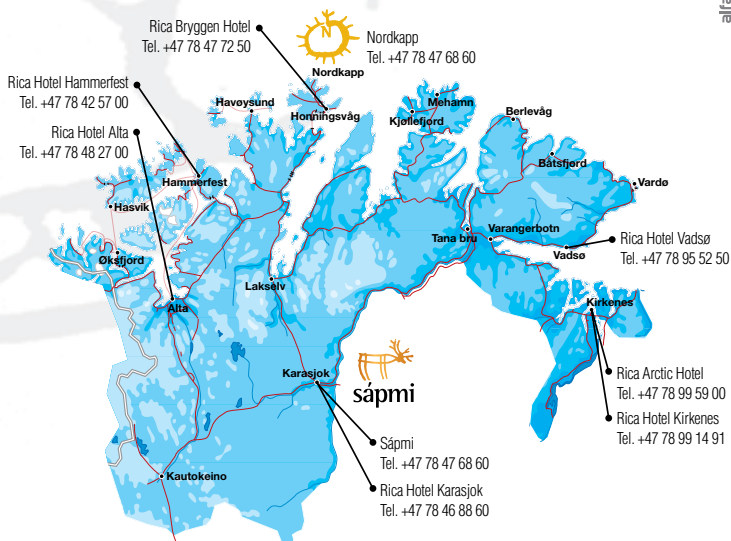 alfa
Rica Bryggen Hotel
Tel. +47 78 47 72 50
N
Nordkapp
Tel. +47 78 47 68 60
Nordkapp
Rica Hotel Hammerfest
Tel. +47 78 42 57 00
Rica Hotel Alta
Tel. +47 78 48 27 00
Havøysund
Honningsvåg
Mehamn
Kjøllefjord
Berlevåg
Båtsfjord
Vardø
Hammerfest
Hasvik
Øksfjord
Alta
Lakselv
Tana bru
Varangerbotn
Vadsø
Rica Hotel Vadsø
Tel. +47 78 95 52 50
Kirkenes
Karasjok
sápmi
Rica Arctic Hotel
Tel. +47 78 99 59 00
Rica Hotel Kirkenes
Tel. +47 78 99 14 91
Sápmi
Tel. +47 78 47 68 60
Rica Hotel Karasjok
Tel. +47 78 46 88 60
Kautokeino